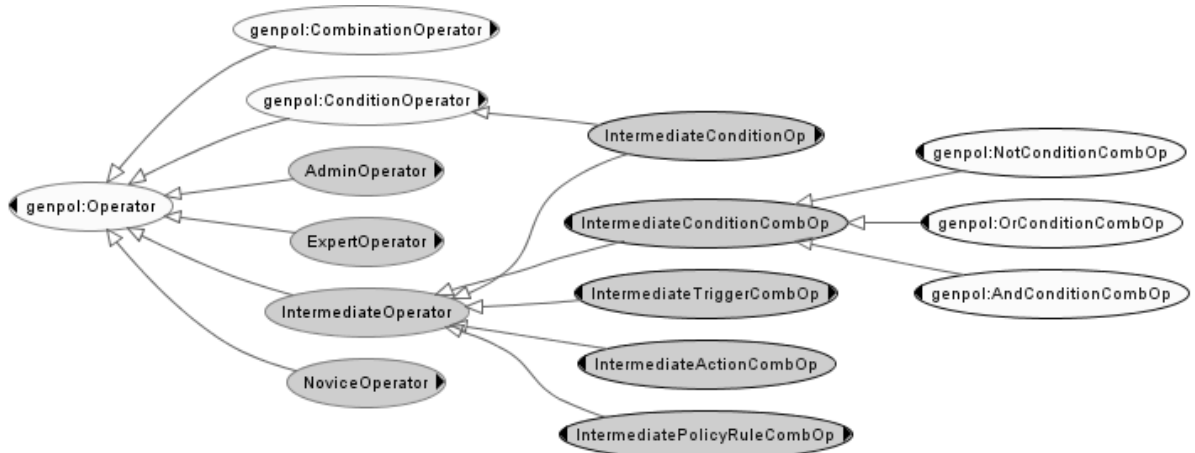 genpol:CombinationOperator
genpol:ConditionOperator
IntermediateConditionOp
genpol:NotConditionCombOp
AdminOperator
genpol:Operator
IntermediateConditionCombOp
genpol:OrConditionCombOp
ExpertOperator
IntermediateTriggerCombOp
genpol:AndConditionCombOp
IntermediateOperator
IntermediateActionCombOp
NoviceOperator
IntermediatePolicyRuleCombOp